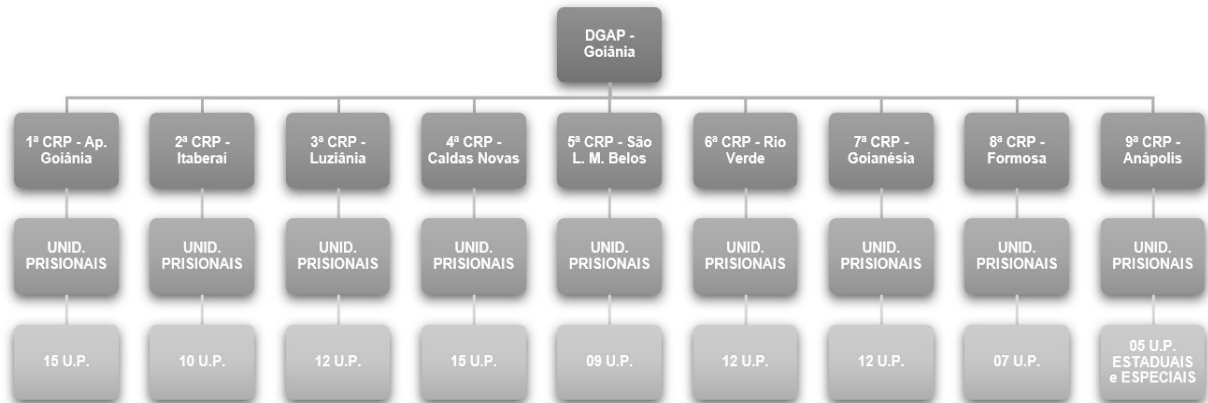 DGAP -
Goiânia
1ª CRP - Ap.
Goiânia
2ª CRP -
Itaberaí
3ª CRP -
Luziânia
4ª CRP -
Caldas Novas
5ª CRP - São
L. M. Belos
6ª CRP - Rio
Verde
7ª CRP -
Goianésia
8ª CRP -
Formosa
9ª CRP -
Anápolis
UNID.
PRISIONAIS
UNID.
PRISIONAIS
UNID.
PRISIONAIS
UNID.
PRISIONAIS
UNID.
PRISIONAIS
UNID.
PRISIONAIS
UNID.
PRISIONAIS
UNID.
PRISIONAIS
UNID.
PRISIONAIS
15 U.P.
10 U.P.
12 U.P.
15 U.P.
09 U.P.
12 U.P.
12 U.P.
07 U.P.
05 U.P.
ESTADUAIS
e ESPECIAIS